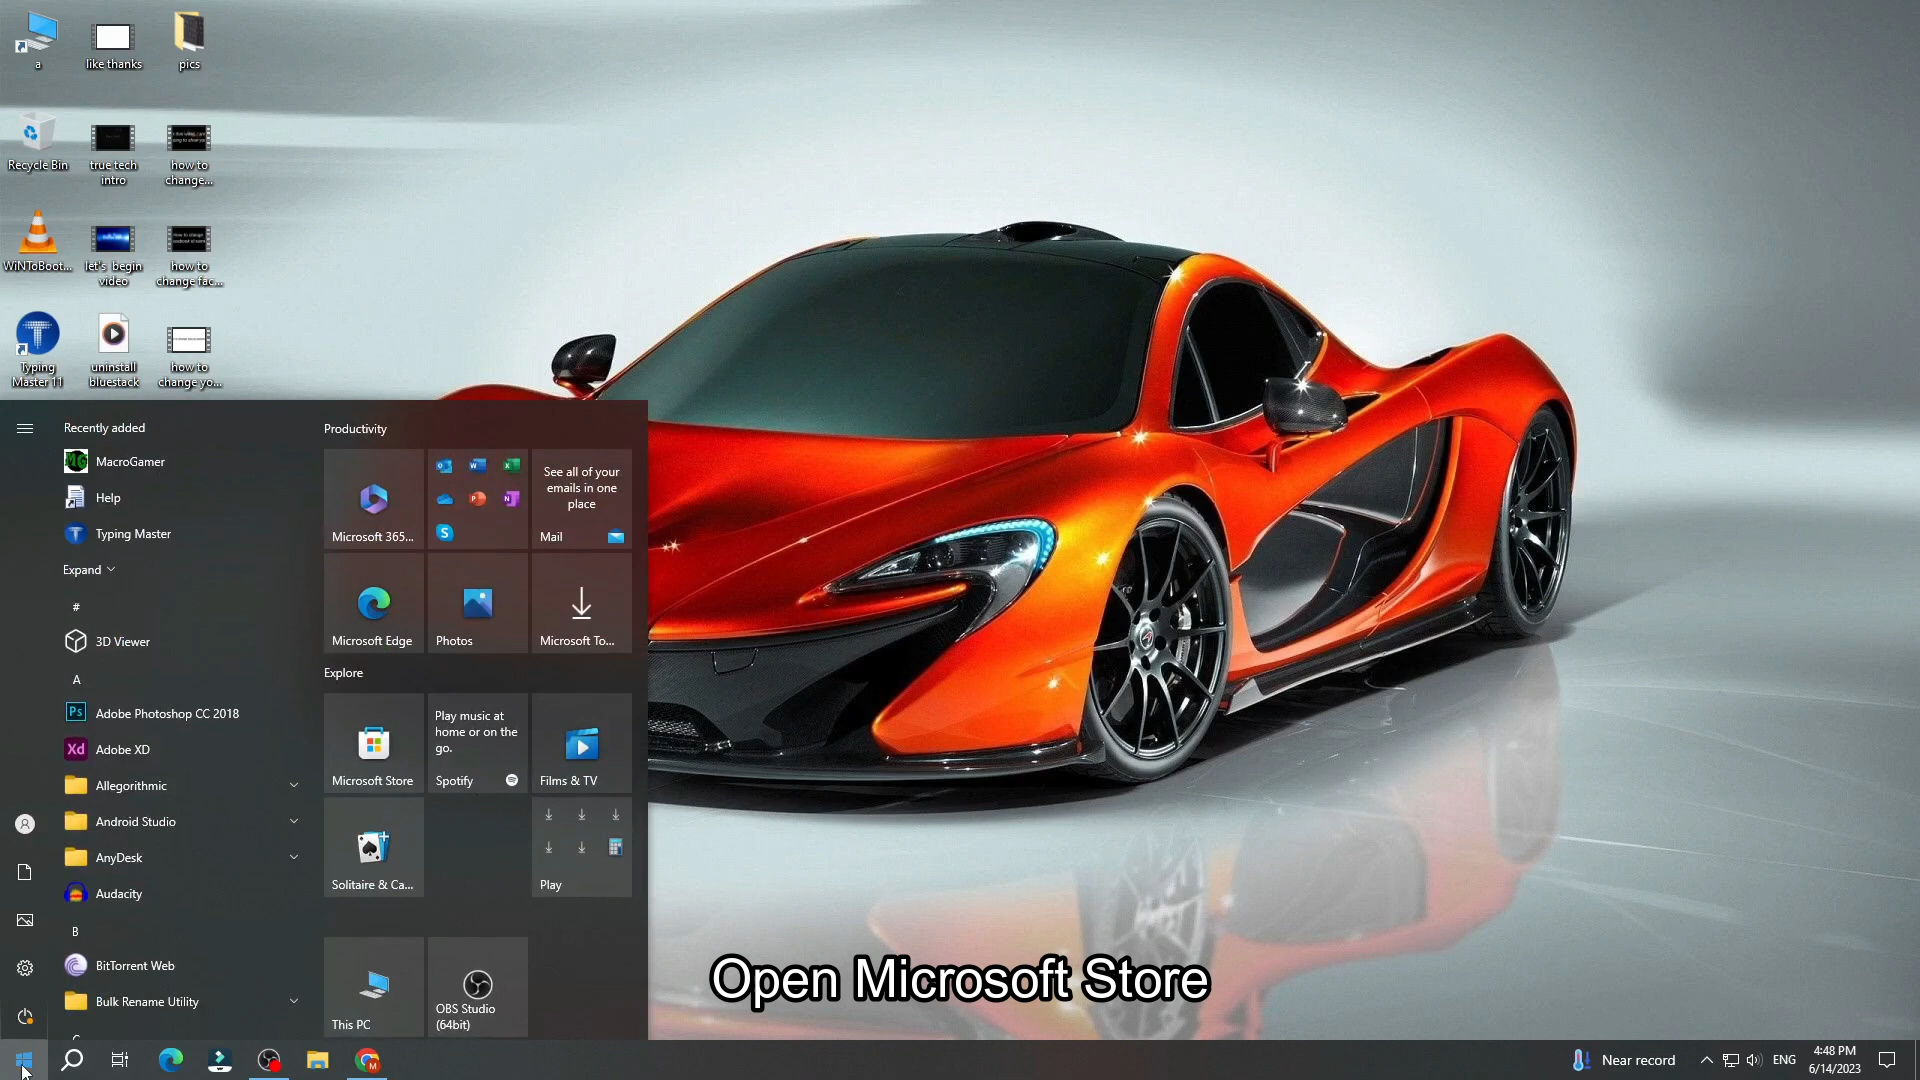 a
like thanks
pics
Recycle Bin
true tech
intro
how to
change...
WiNToBoot...
let's begin
video
how to
change fac...
Typing
Master 11
uninstall
bluestack
how to
change yo...
Recently added
MacroGamer
Help
Typing Master
Expand
#
3D Viewer
A
Adobe Photoshop CC 2018
Adobe XD
Allegorithmic
Android Studio
AnyDesk
Audacity
B
BitTorrent Web
Bulk Rename Utility
Productivity
Microsoft 365...
See all of your
emails in one
place
Mail
Microsoft Edge
Photos
Microsoft To...
Explore
Microsoft Store
Play music at
home or on the
go.
Spotify
Films & TV
Solitaire & Ca...
Play
This PC
OBS Studio
(64bit)
Open Microsoft Store
Near record
ENG
4:48 PM
6/14/2023